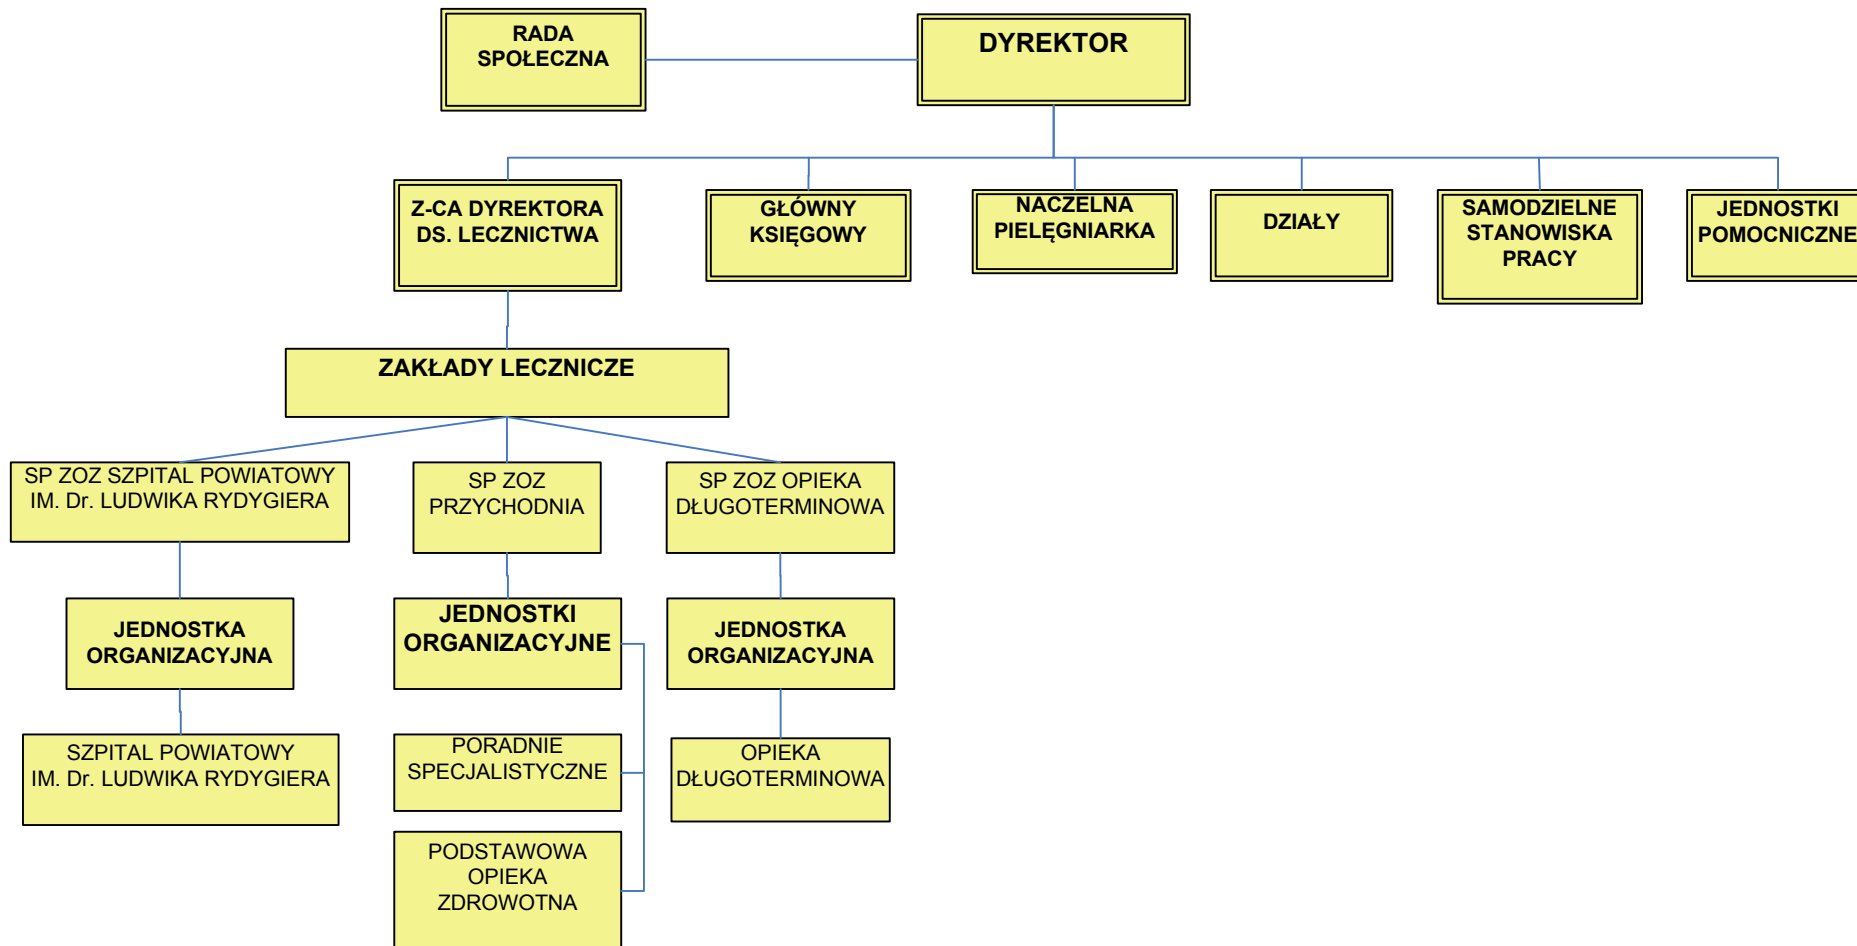 RADA
SPOŁECZNA
DYREKTOR
Z-CA DYREKTORA
DS. LECZNICTWA
GŁÓWNY
KSIĘGOWY
NACZELNA
PIELĘGNIARKA
DZIAŁY
SAMODZIELNE
STANOWISKA
PRACY
JEDNOSTKI
POMOCNICZNE
ZAKŁADY LECZNICZE
SP ZOZ SZPITAL POWIATOWY
IM. Dr. LUDWIKA RYDYGIERA
SP ZOZ
PRZYCHODNIA
SP ZOZ OPIEKA
DŁUGOTERMINOWA
JEDNOSTKA
ORGANIZACYJNA
JEDNOSTKI
ORGANIZACYJNE
JEDNOSTKA
ORGANIZACYJNA
SZPITAL POWIATOWY
IM. Dr. LUDWIKA RYDYGIERA
PORADNIE
SPECJALISTYCZNE
OPIEKA
DŁUGOTERMINOWA
PODSTAWOWA
OPIEKA
ZDROWOTNA